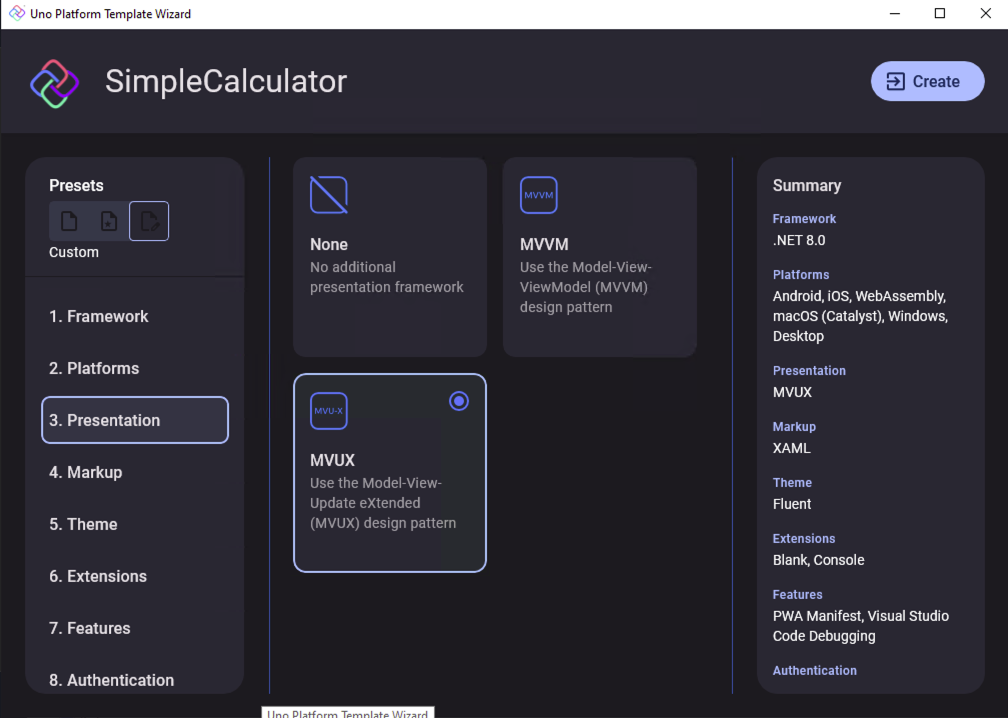 Uno Platform Template Wizard
SimpleCalculator
Create
Presets
Custom
1. Framework
2. Platforms
3. Presentation
4. Markup
5. Theme
6. Extensions
7. Features
8. Authentication
None
No additional
presentation framework
MVVM
MVVM
Use the Model-View-
ViewModel (MVVM)
design pattern
MVU-X
MVUX
Use the Model-View-
Update eXtended
(MVUX) design pattern
Summary
Framework
.NET 8.0
Platforms
Android, iOS, WebAssembly,
macOS (Catalyst), Windows,
Desktop
Presentation
MVUX
Markup
XAML
Theme
Fluent
Extensions
Blank, Console
Features
PWA Manifest, Visual Studio
Code Debugging
Authentication
Uno Platform Template Wizard